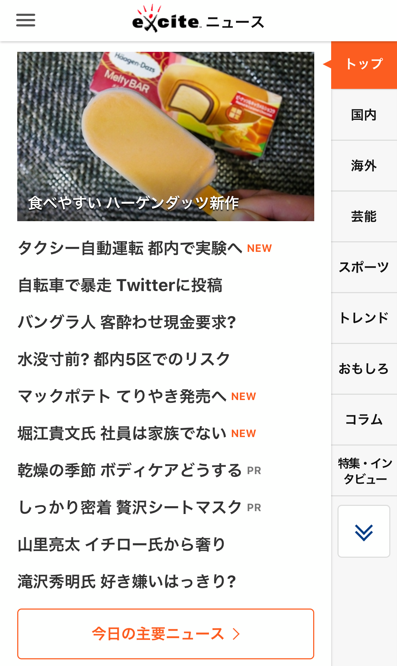 excite. ニュース
Häagen-Dazs
Melty BAR
食べやすい ハーゲンダッツ新作
タクシー自動運転 都内で実験へ NEW
自転車で暴走 Twitterに投稿
バングラ人 客酔わせ現金要求?
水没寸前? 都内5区でのリスク
マックポテト てりやき発売へ NEW
堀江貴文氏 社員は家族でない NEW
乾燥の季節 ボディケアどうする PR
しっかり密着 贅沢シートマスク PR
山里亮太 イチロー氏から奢り
滝沢秀明氏 好き嫌いはっきり?
今日の主要ニュース
トップ
国内
海外
芸能
スポーツ
トレンド
おもしろ
コラム
特集・イン
タビュー